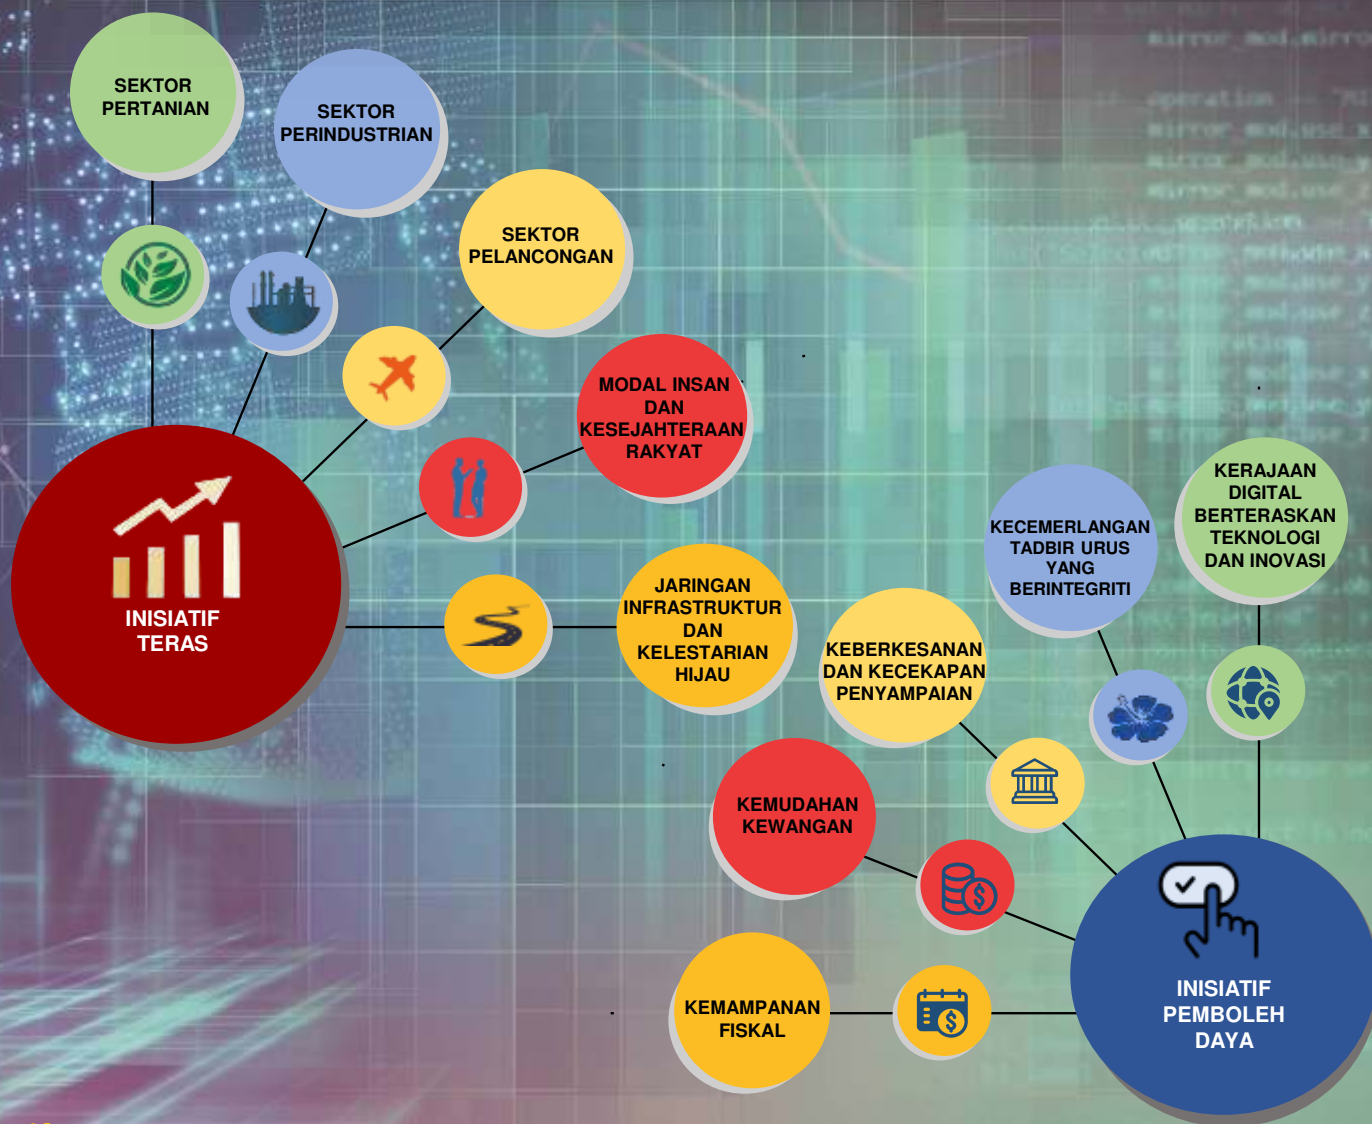 SEKTOR
PERTANIAN
SEKTOR
PERINDUSTRIAN
SEKTOR
PELANCONGAN
MODAL INSAN
DAN
KESEJAHTERAAN
RAKYAT
JARINGAN
INFRASTRUKTUR
DAN
KELESTARIAN
HIJAU
INISIATIF
TERAS
KERAJAAN
DIGITAL
BERTERASKAN
TEKNOLOGI
DAN INOVASI
KECEMERLANGAN
TADBIR URUS
YANG
BERINTEGRITI
KEBERKESANAN
DAN KECEKAPAN
PENYAMPAIAN
KEMUDAHAN
KEWANGAN
KEMAMPANAN
FISKAL
INISIATIF
PEMBOLEH
DAYA